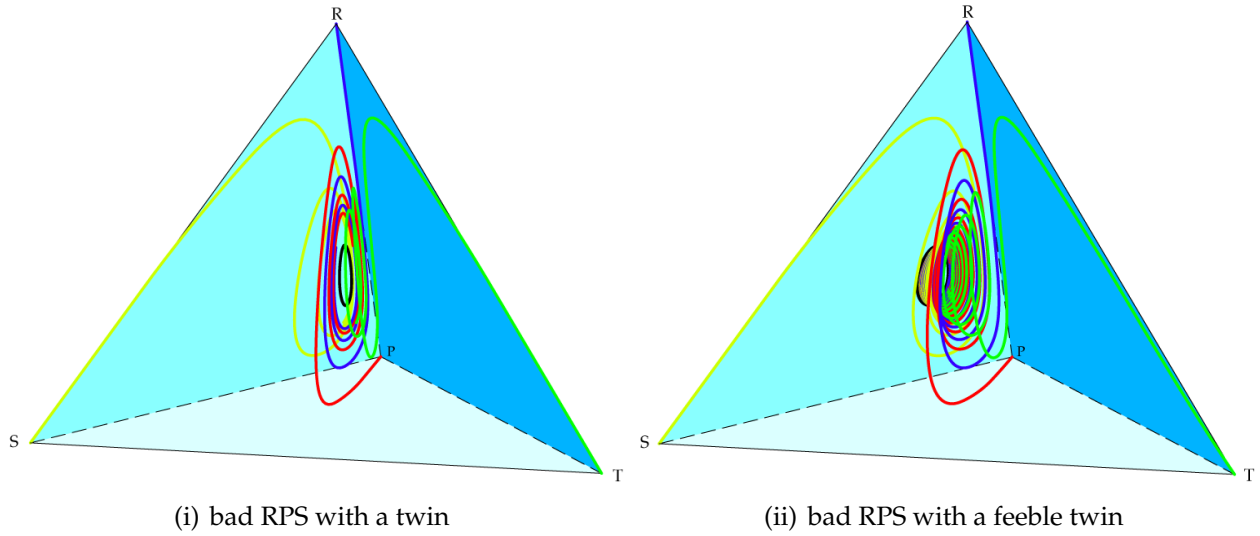 R
P
S
T
(i) bad RPS with a twin
R
P
S
T
(ii) bad RPS with a feeble twin